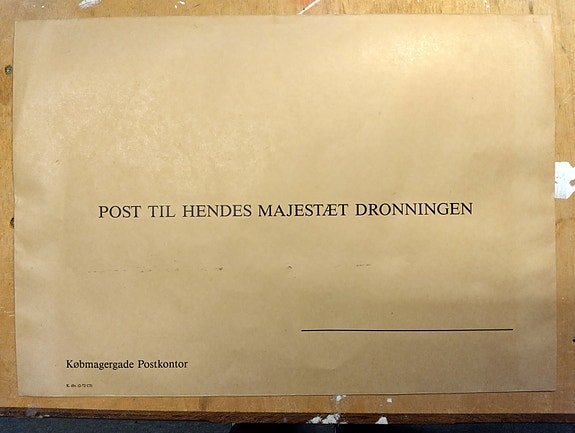 POST TIL HENDES MAJESTÆT DRONNINGEN
Købmagergade Postkontor